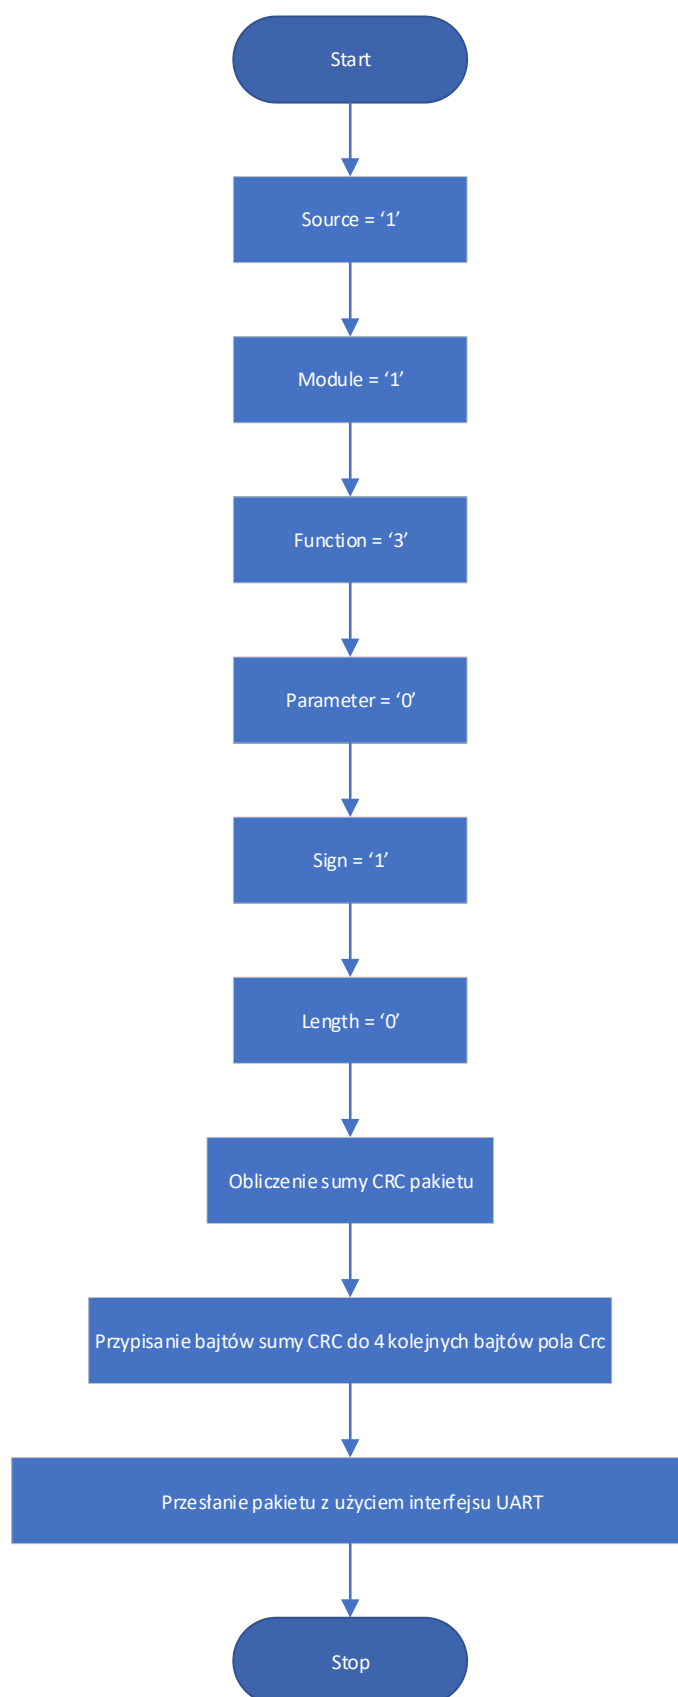 Start
Source = ‘1’
Module = ‘1’
Function = ‘3’
Parameter = ‘0’
Sign = ‘1’
Length = ‘0’
Obliczenie sumy CRC pakietu
Przypisanie bajtów sumy CRC do 4 kolejnych bajtów pola Crc
Przesłanie pakietu z użyciem interfejsu UART
Stop